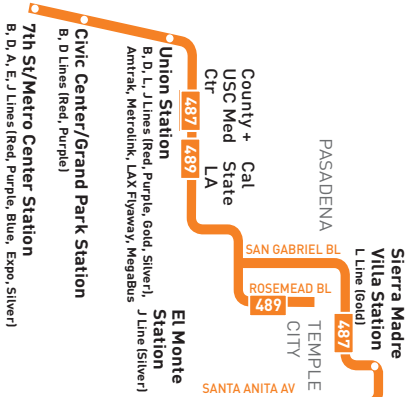 Sierra Madre
Villa Station
L Line (Gold)
PASADENA
County +
USC Med
Ctr
Cal
State
LA
487
489
Union Station
B, D, L, J Lines (Red, Purple, Gold, Silver),
Amtrak, Metrolink, LAX Flyaway, MegaBus
Civic Center/Grand Park Station
B, D Lines (Red, Purple)
7th St/Metro Center Station
B, D, A, E, J Lines (Red, Purple, Blue, Expo, Silver)
SAN GABRIEL BL
ROSEMEAD BL
489
487
TEMPLE
CITY
El Monte
Station
J Line (Silver)
SANTA ANITA AV